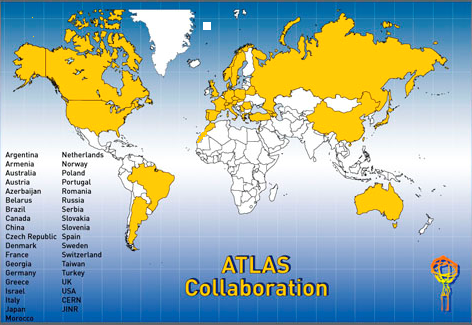 Argentina
Armenia
Australia
Austria
Azerbaijan
Belarus
Brazil
Canada
China
Czech Republic
Denmark
France
Georgia
Germany
Greece
Israel
Italy
Japan
Morocco
Netherlands
Norway
Poland
Portugal
Romania
Russia
Serbia
Slovakia
Slovenia
Spain
Sweden
Switzerland
Taiwan
Turkey
UK
USA
CERN
JINR
ATLAS
Collaboration